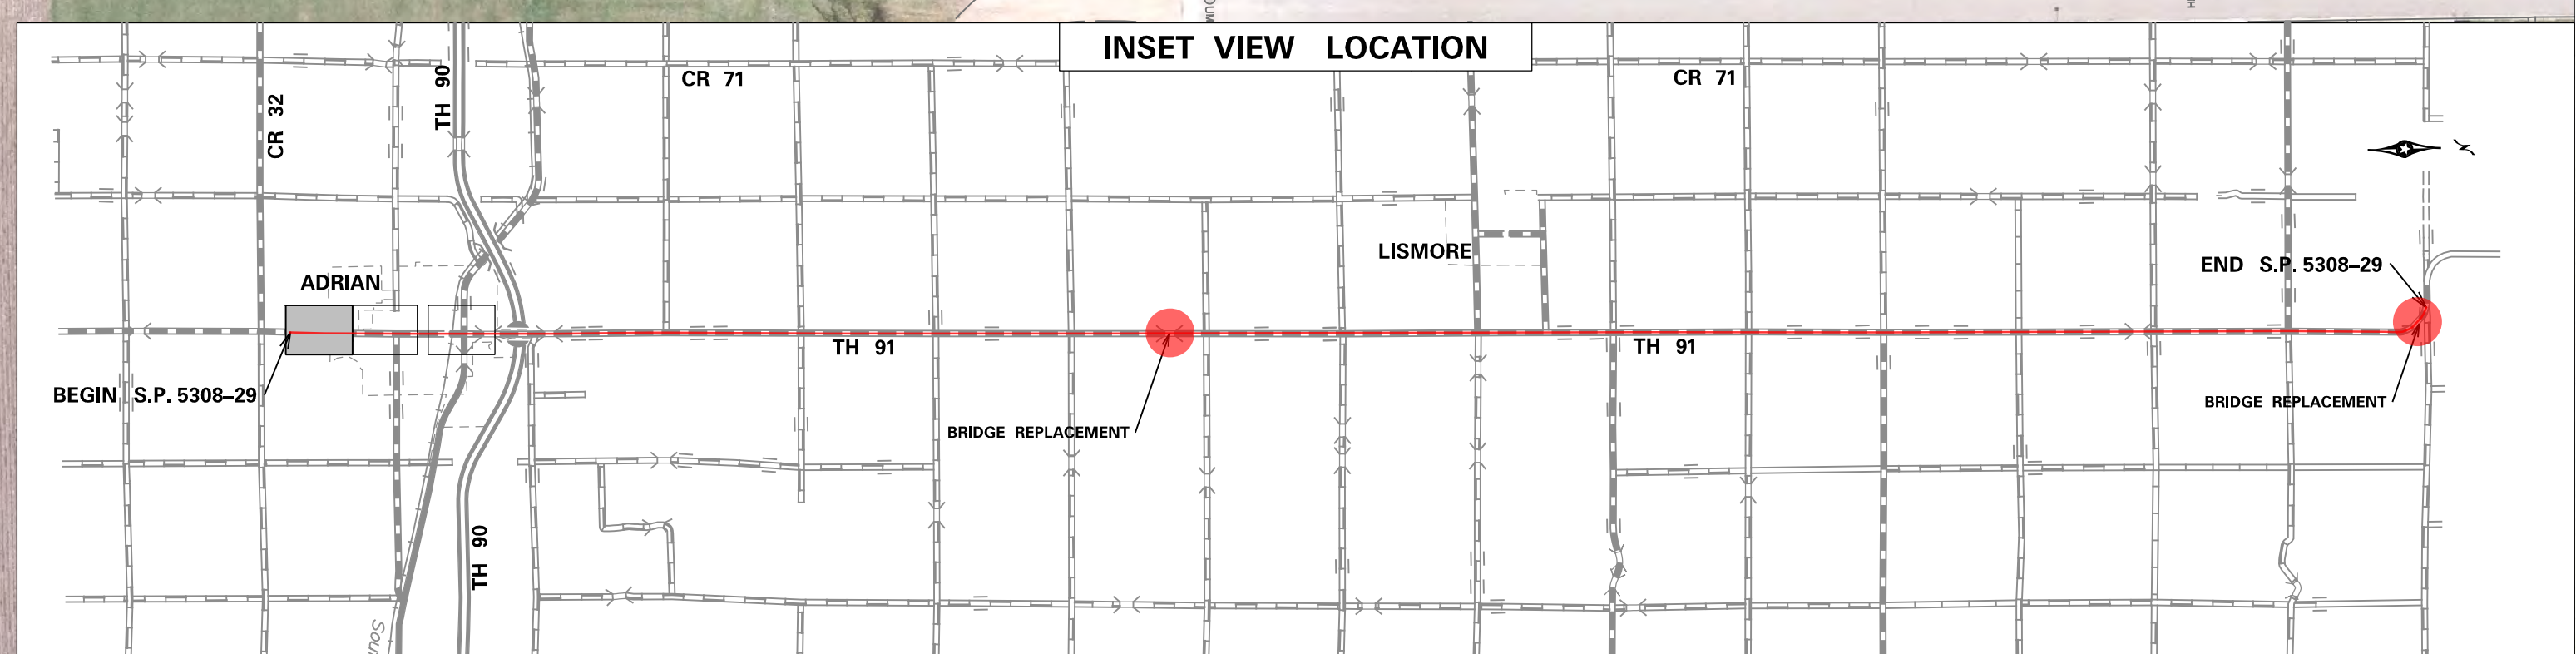 INSET VIEW LOCATION
TH 90
CR 71
CR 71
CR 32
LISMORE
ADRIAN
END S.P. 5308–29
TH 91
TH 91
BEGIN S.P. 5308–29
BRIDGE REPLACEMENT
BRIDGE REPLACEMENT
TH 90